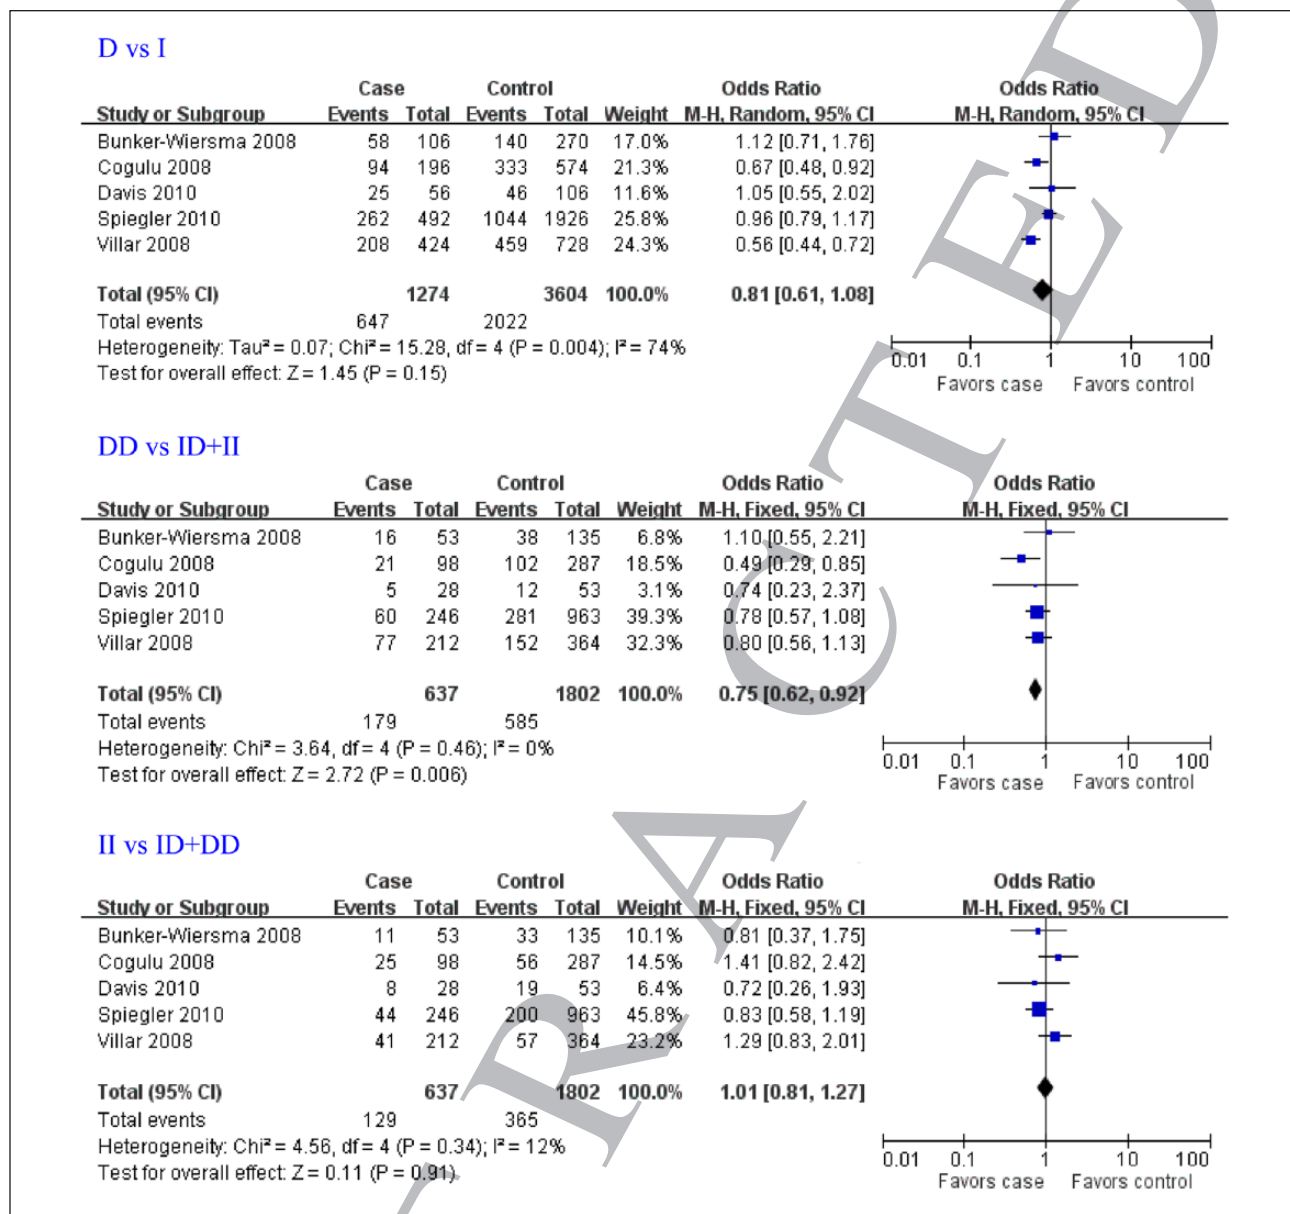 D vs I
Case Control Odds Ratio Odds Ratio
Study or Subgroup Events Total Events Total Weight M-H, Random, 95% CI M-H, Random, 95% CI
Bunker-Wiersma 2008 58 106 140 270 17.0% 1.12 [0.71, 1.76]
Cogulu 2008 94 196 333 574 21.3% 0.67 [0.48, 0.92]
Davis 2010 25 56 46 106 11.6% 1.05 [0.55, 2.02]
Spiegler 2010 262 492 1044 1926 25.8% 0.96 [0.79, 1.17]
Villar 2008 208 424 459 728 24.3% 0.56 [0.44, 0.72]
Total (95% CI) 1274 3604 100.0% 0.81 [0.61, 1.08]
Total events 647 2022
Heterogeneity: Tau² = 0.07; Chi² = 15.28, df = 4 (P = 0.004); I² = 74%
Test for overall effect: Z = 1.45 (P = 0.15)
0.01 0.1 1 10 100
Favors case Favors control
DD vs ID+II
Case Control Odds Ratio Odds Ratio
Study or Subgroup Events Total Events Total Weight M-H, Fixed, 95% CI M-H, Fixed, 95% CI
Bunker-Wiersma 2008 16 53 38 135 6.8% 1.10 [0.55, 2.21]
Cogulu 2008 21 98 102 287 18.5% 0.49 [0.29, 0.85]
Davis 2010 5 28 12 53 3.1% 0.74 [0.23, 2.37]
Spiegler 2010 60 246 281 963 39.3% 0.78 [0.57, 1.08]
Villar 2008 77 212 152 364 32.3% 0.80 [0.56, 1.13]
Total (95% CI) 637 1802 100.0% 0.75 [0.62, 0.92]
Total events 179 585
Heterogeneity: Chi² = 3.64, df = 4 (P = 0.46); I² = 0%
Test for overall effect: Z = 2.72 (P = 0.006)
0.01 0.1 1 10 100
Favors case Favors control
II vs ID+DD
Case Control Odds Ratio Odds Ratio
Study or Subgroup Events Total Events Total Weight M-H, Fixed, 95% CI M-H, Fixed, 95% CI
Bunker-Wiersma 2008 11 53 33 135 10.1% 0.81 [0.37, 1.75]
Cogulu 2008 25 98 56 287 14.5% 1.41 [0.82, 2.42]
Davis 2010 8 28 19 53 6.4% 0.72 [0.26, 1.93]
Spiegler 2010 44 246 200 963 45.8% 0.83 [0.58, 1.19]
Villar 2008 41 212 57 364 23.2% 1.29 [0.83, 2.01]
Total (95% CI) 637 1802 100.0% 1.01 [0.81, 1.27]
Total events 129 365
Heterogeneity: Chi² = 4.56, df = 4 (P = 0.34); I² = 12%
Test for overall effect: Z = 0.11 (P = 0.91)
0.01 0.1 1 10 100
Favors case Favors control
RACTED